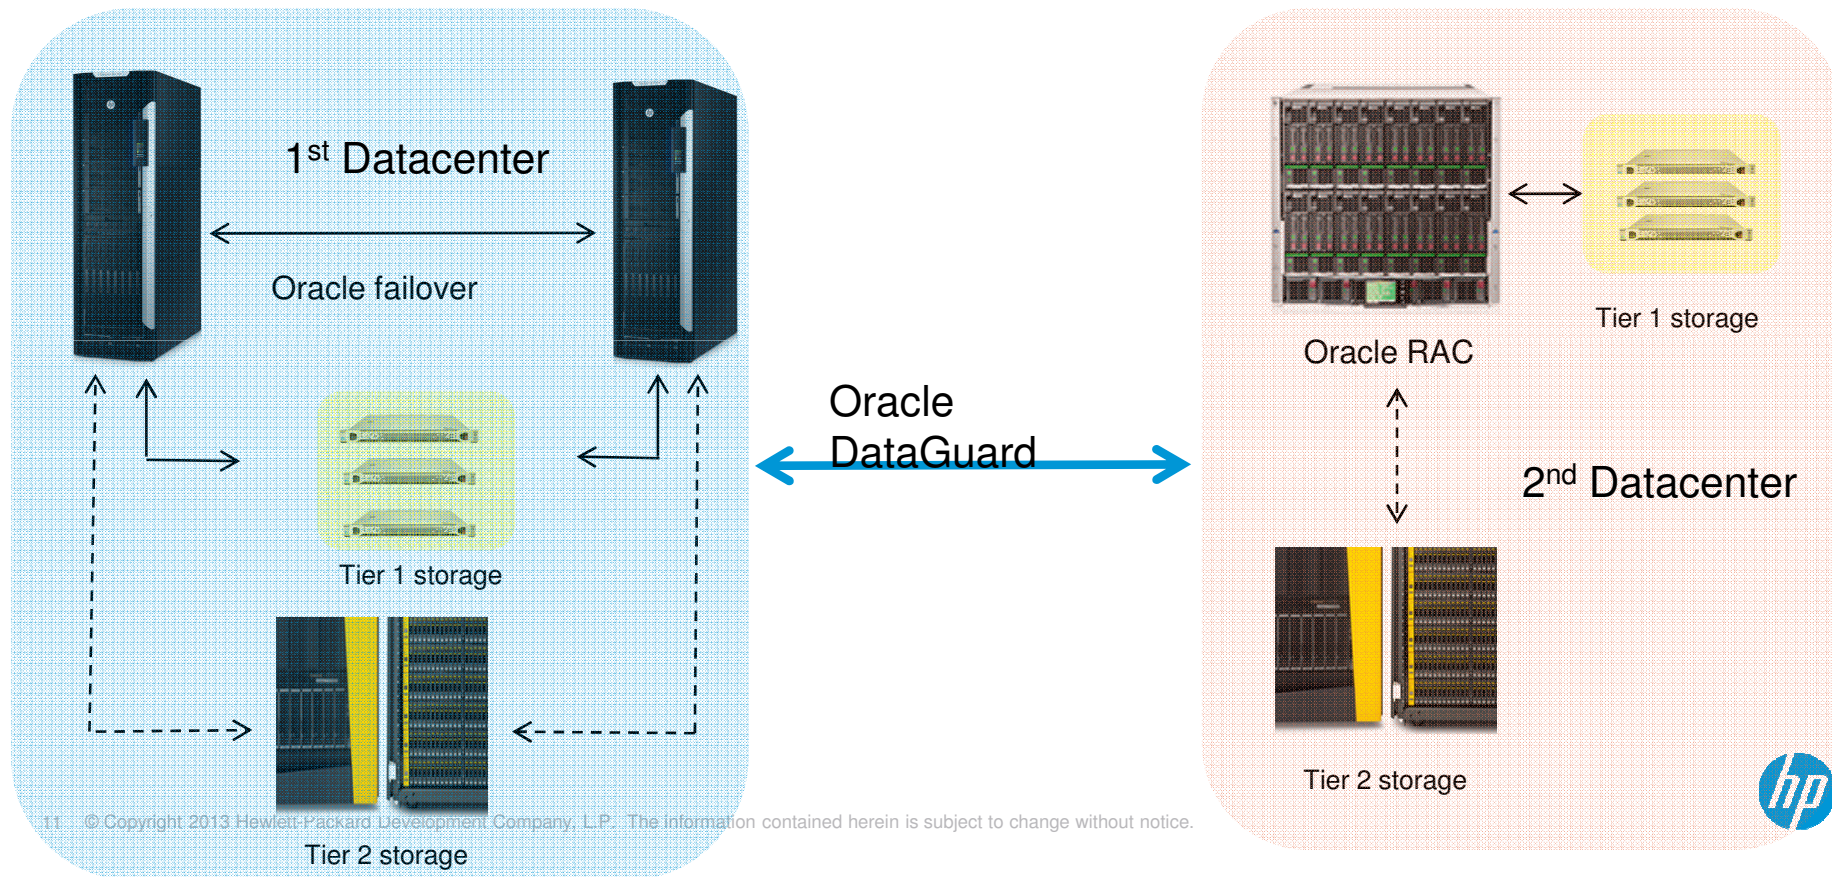 1st Datacenter
Oracle failover
Tier 1 storage
Tier 2 storage
Oracle
DataGuard
Oracle RAC
Tier 1 storage
2nd Datacenter
Tier 2 storage
hp
11 © Copyright 2013 Hewlett-Packard Development Company, L.P. The information contained herein is subject to change without notice.